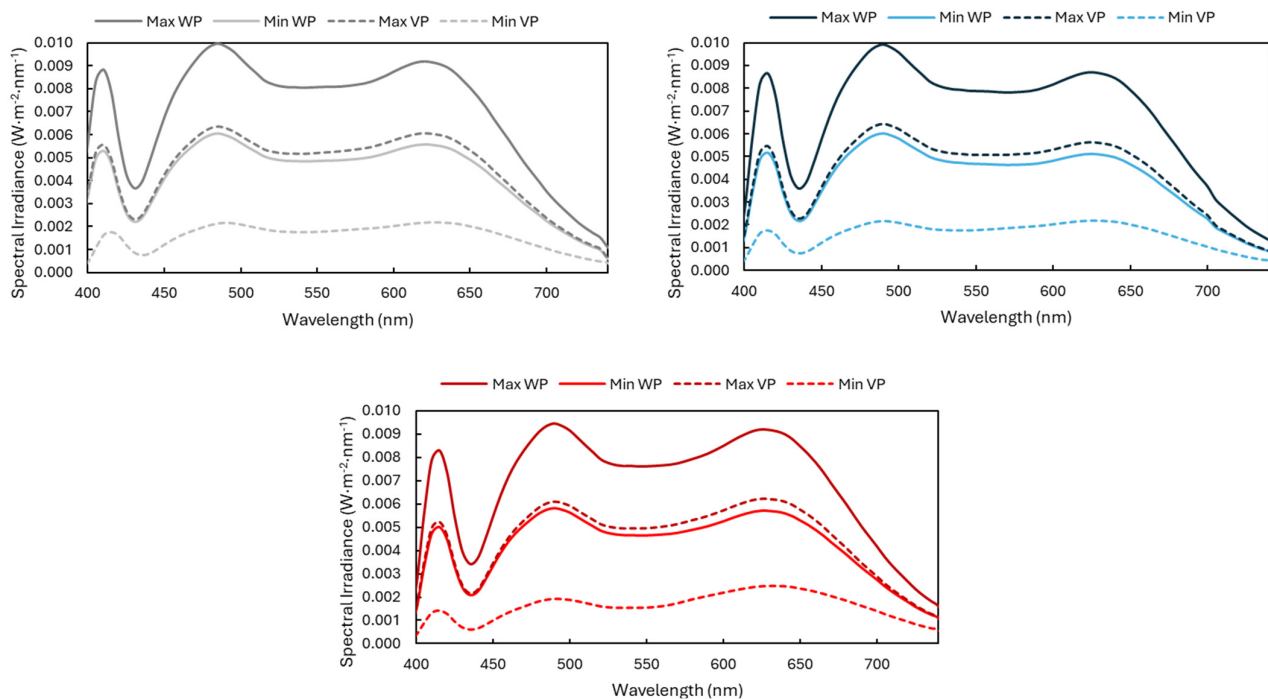 Max WP Min WP Max VP Min VP
Spectral Irradiance (W·m⁻²·nm⁻¹)
0.010
0.009
0.008
0.007
0.006
0.005
0.004
0.003
0.002
0.001
0.000
400 450 500 550 600 650 700
Wavelength (nm)
Max WP Min WP Max VP Min VP
Spectral Irradiance (W·m⁻²·nm⁻¹)
0.010
0.009
0.008
0.007
0.006
0.005
0.004
0.003
0.002
0.001
0.000
400 450 500 550 600 650 700
Wavelength (nm)
Max WP Min WP Max VP Min VP
Spectral Irradiance (W·m⁻²·nm⁻¹)
0.010
0.009
0.008
0.007
0.006
0.005
0.004
0.003
0.002
0.001
0.000
400 450 500 550 600 650 700
Wavelength (nm)